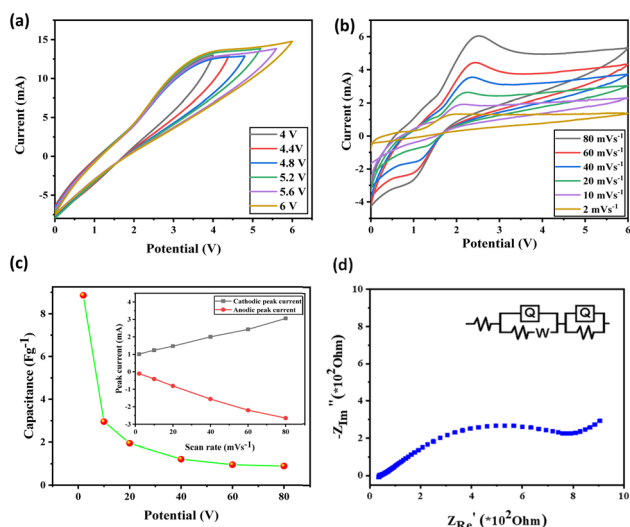 (a)
Current (mA)
15
10
5
0
-5
0 1 2 3 4 5 6
Potential (V)
4 V
4.4V
4.8 V
5.2 V
5.6 V
6 V
(b)
Current (mA)
6
4
2
0
-2
-4
0 1 2 3 4 5 6
Potential (V)
80 mVs⁻¹
60 mVs⁻¹
40 mVs⁻¹
20 mVs⁻¹
10 mVs⁻¹
2 mVs⁻¹
(c)
Capacitance (Fg⁻¹)
8
6
4
2
0
0 20 40 60 80
Potential (V)
Peak current (mA)
4
3
2
1
0
-1
-2
-3
0 20 40 60 80
Scan rate (mVs⁻¹)
Cathodic peak current
Anodic peak current
(d)
-Z_Im'' (*10²Ohm)
8
6
4
2
0
0 2 4 6 8 10
Z_Re' (*10²Ohm)
Q
W
Q